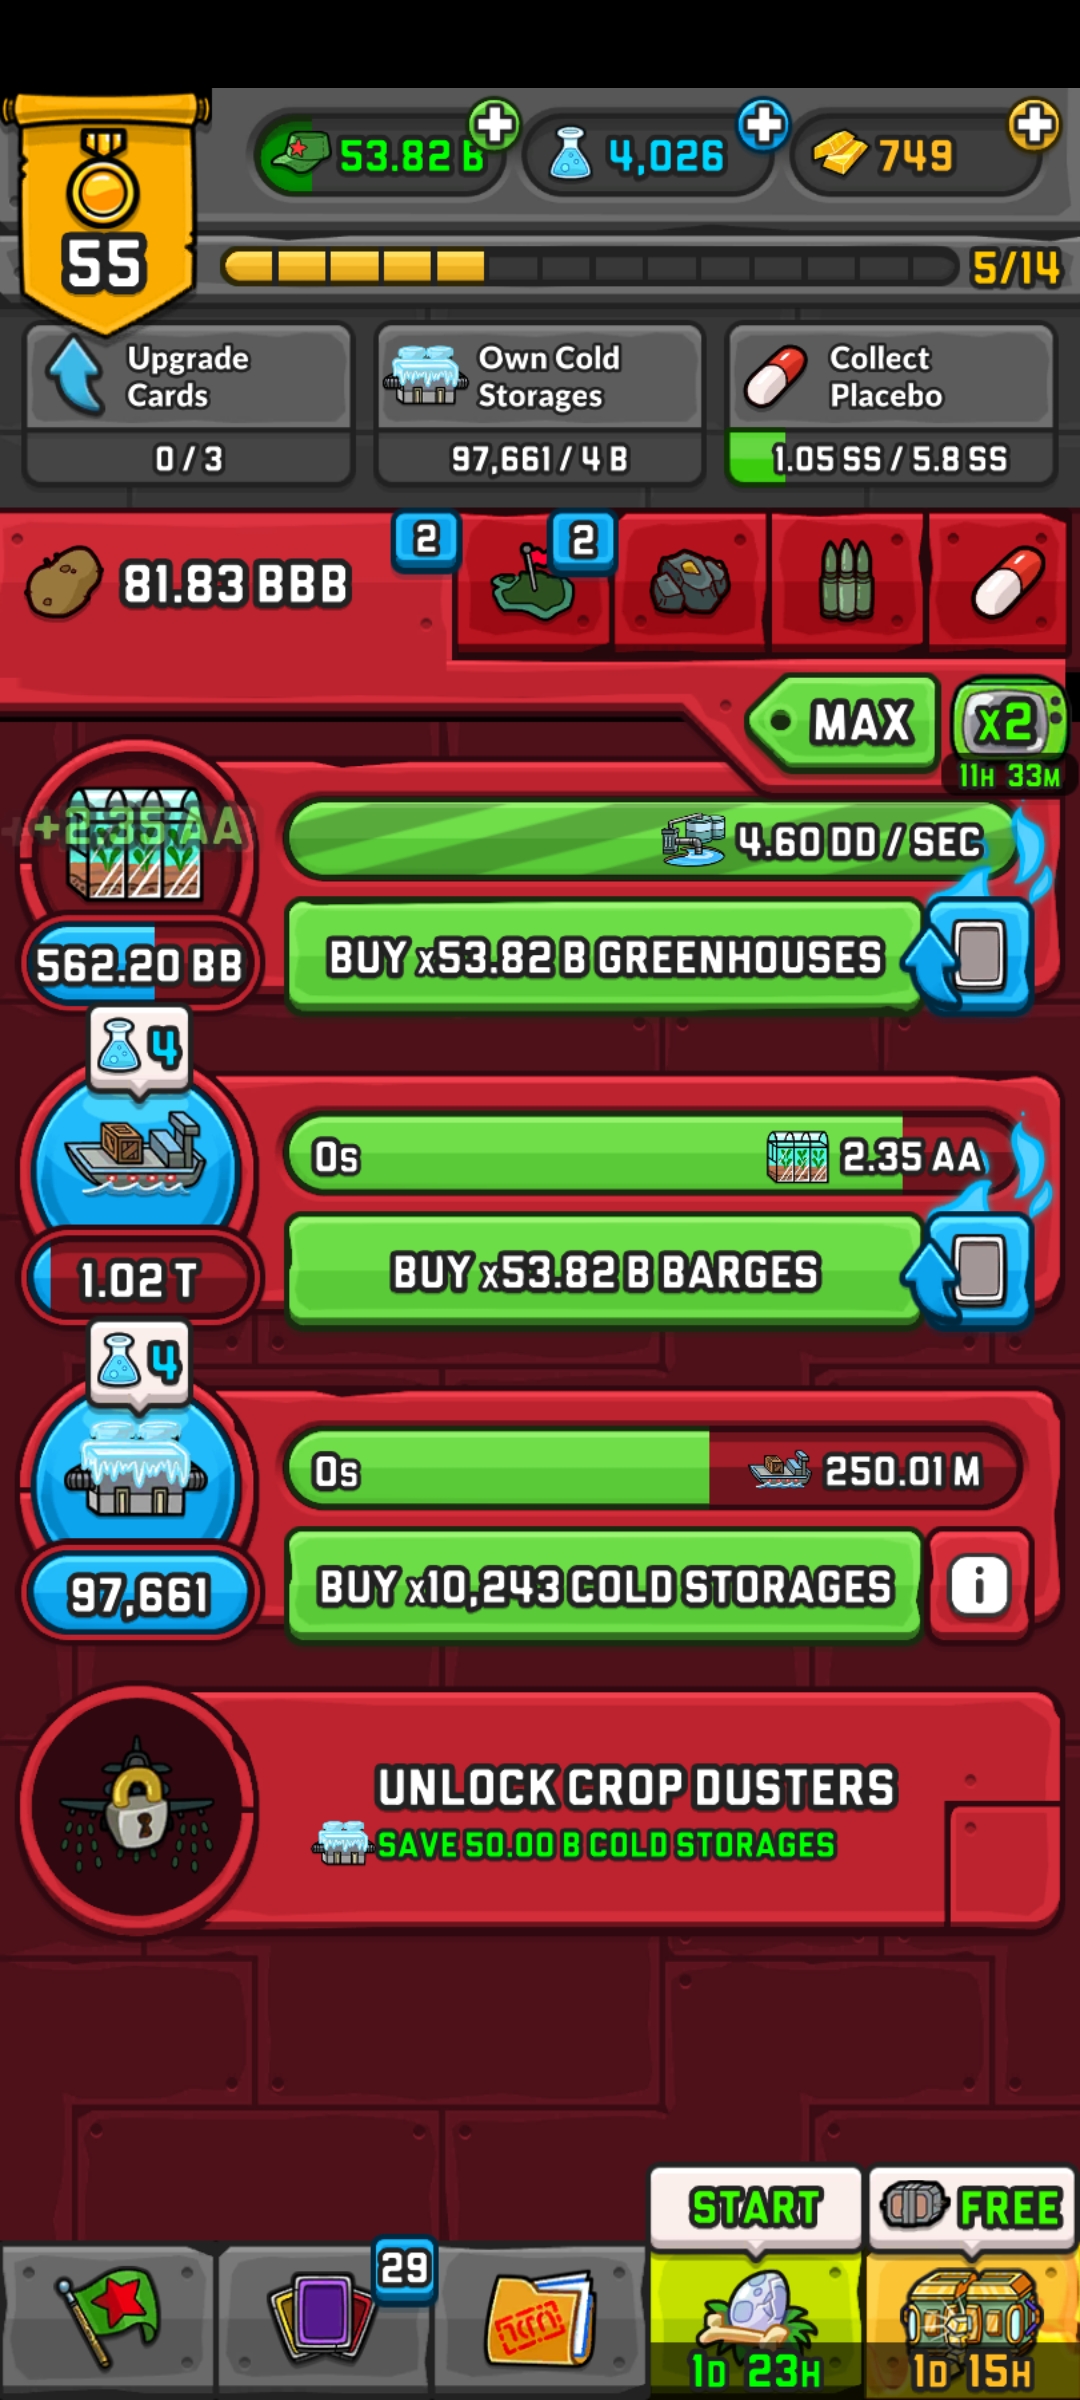 55
53.82 B
4,026
749
5/14
Upgrade
Cards
0 / 3
Own Cold
Storages
97,661 / 4 B
Collect
Placebo
1.05 SS / 5.8 SS
81.83 BBB
2
2
MAX
x2
11H 33M
+2.35 AA
4.60 DD / SEC
562.20 BB
BUY x53.82 B GREENHOUSES
4
0s
2.35 AA
1.02 T
BUY x53.82 B BARGES
4
0s
250.01 M
97,661
BUY x10,243 COLD STORAGES
i
UNLOCK CROP DUSTERS
SAVE 50.00 B COLD STORAGES
START
FREE
29
1D 23H
1D 15H